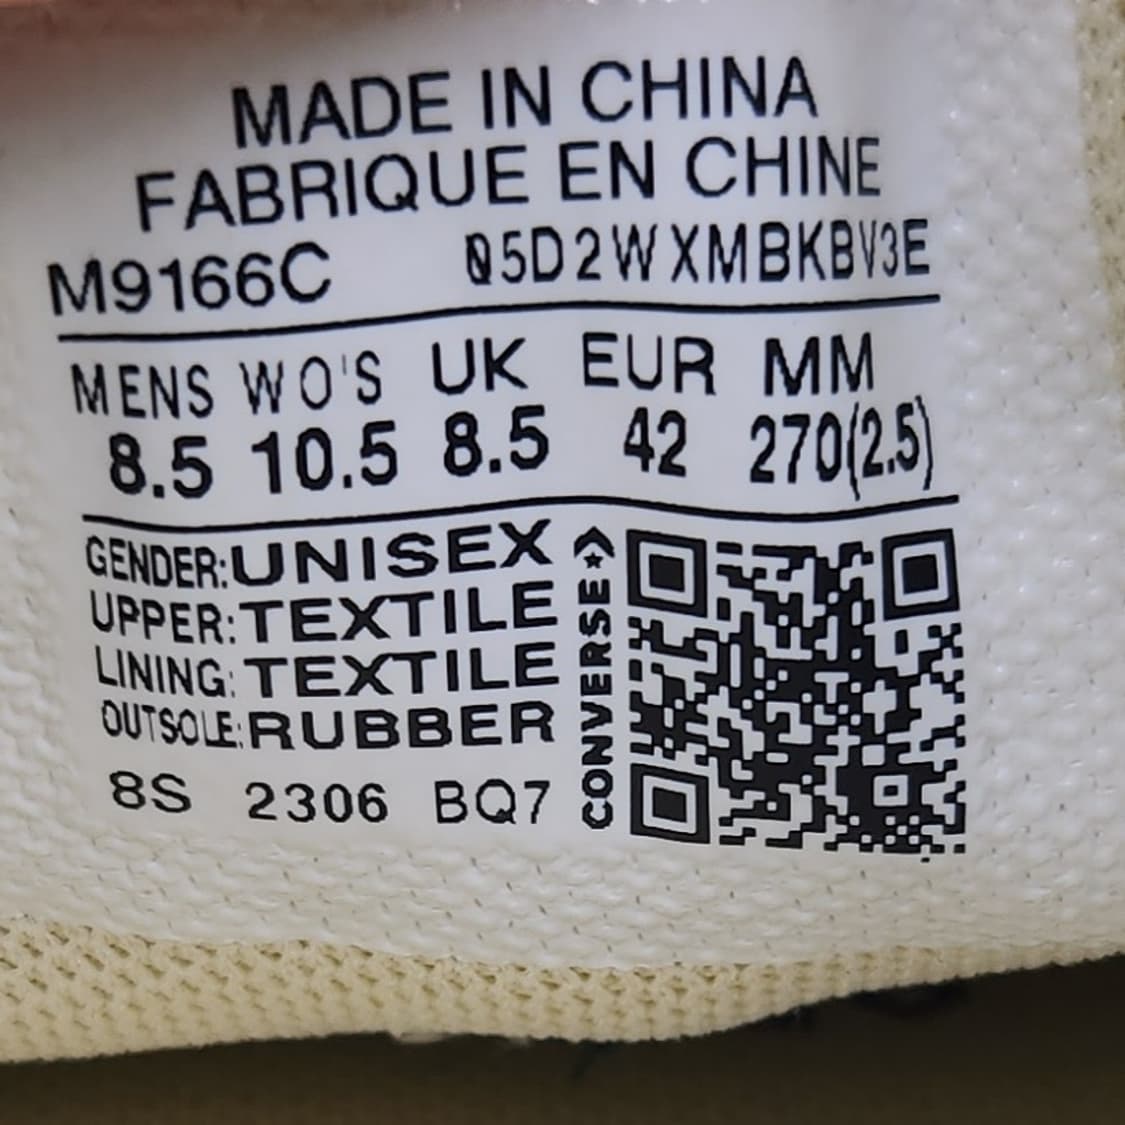 MADE IN CHINA
FABRIQUE EN CHINE
M9166C 05D2WXMBKBV3E
MENS WO'S UK EUR MM
8.5 10.5 8.5 42 270(2.5)
GENDER:UNISEX
UPPER:TEXTILE
LINING:TEXTILE
OUTSOLE:RUBBER
8S 2306 BQ7
CONVERSE